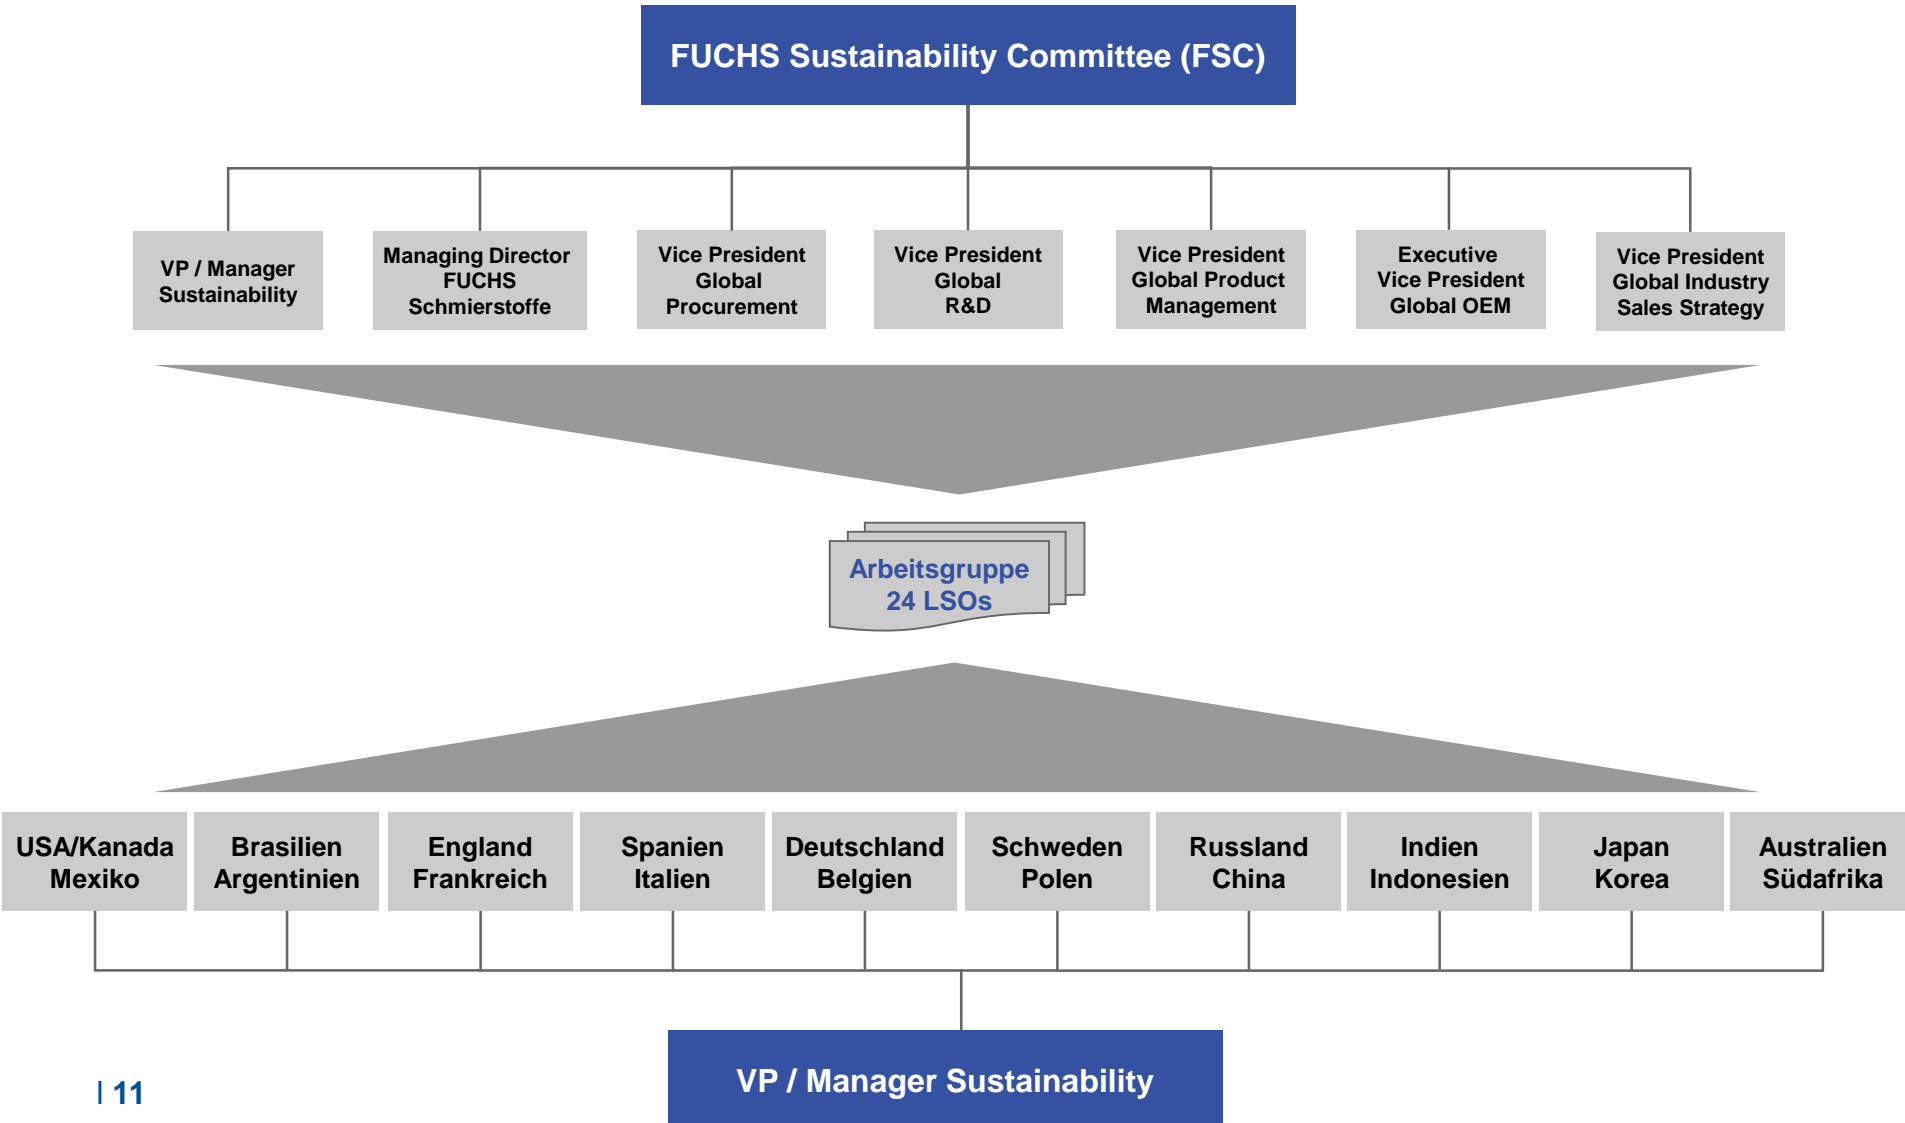 FUCHS Sustainability Committee (FSC)
VP / Manager
Sustainability
Managing Director
FUCHS
Schmierstoffe
Vice President
Global
Procurement
Vice President
Global
R&D
Vice President
Global Product
Management
Executive
Vice President
Global OEM
Vice President
Global Industry
Sales Strategy
Arbeitsgruppe
24 LSOs
USA/Kanada
Mexiko
Brasilien
Argentinien
England
Frankreich
Spanien
Italien
Deutschland
Belgien
Schweden
Polen
Russland
China
Indien
Indonesien
Japan
Korea
Australien
Südafrika
VP / Manager Sustainability
| 11